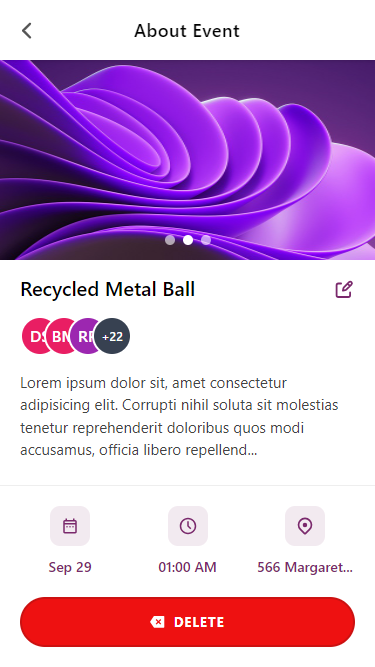 About Event
Recycled Metal Ball
+22
Lorem ipsum dolor sit, amet consectetur
adipisicing elit. Corrupti nihil soluta sit molestias
tenetur reprehenderit doloribus quos modi
accusamus, officia libero repellend...
Sep 29
01:00 AM
566 Margaret...
DELETE